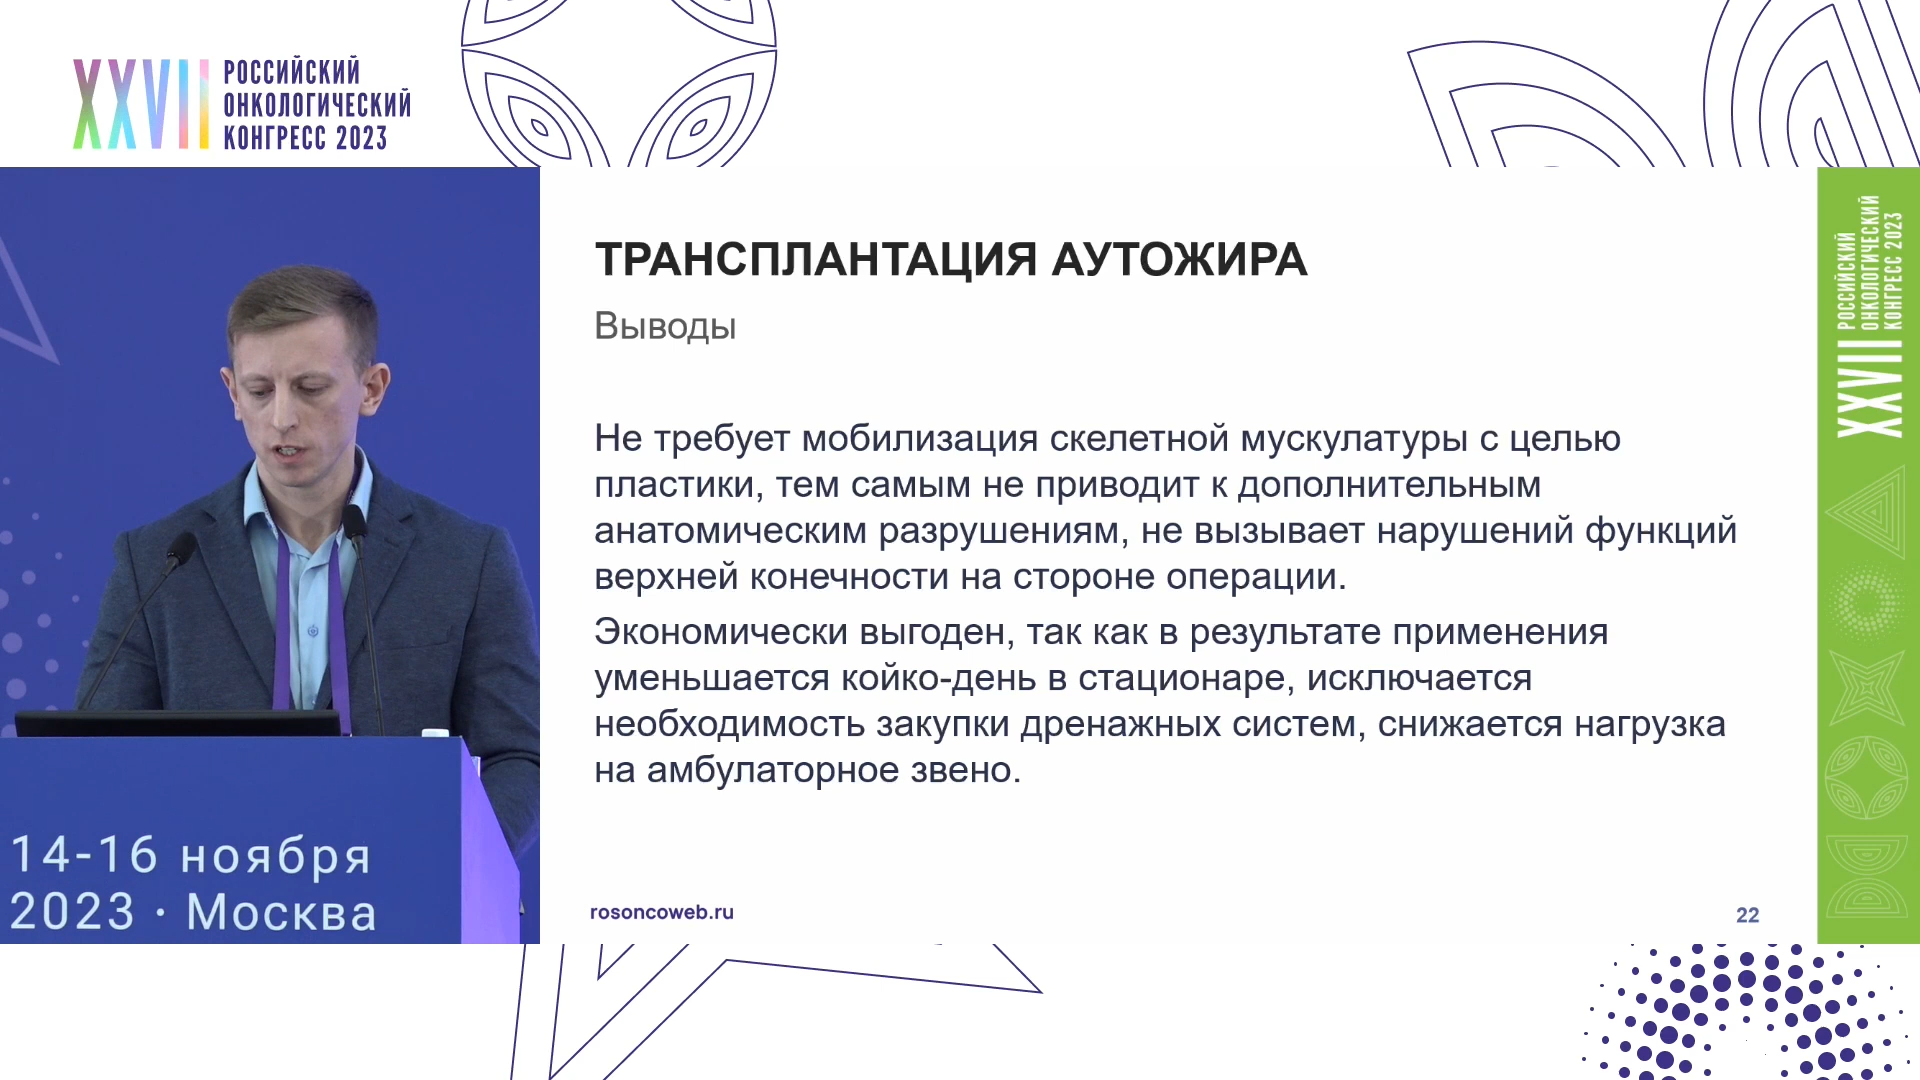 XXVII
РОССИЙСКИЙ
ОНКОЛОГИЧЕСКИЙ
КОНГРЕСС 2023
ТРАНСПЛАНТАЦИЯ АУТОЖИРА
Выводы
Не требует мобилизация скелетной мускулатуры с целью
пластики, тем самым не приводит к дополнительным
анатомическим разрушениям, не вызывает нарушений функций
верхней конечности на стороне операции.
Экономически выгоден, так как в результате применения
уменьшается койко-день в стационаре, исключается
необходимость закупки дренажных систем, снижается нагрузка
на амбулаторное звено.
rosoncoweb.ru
22
14-16 ноября
2023 · Москва
XXVII
РОССИЙСКИЙ
ОНКОЛОГИЧЕСКИЙ
КОНГРЕСС 2023